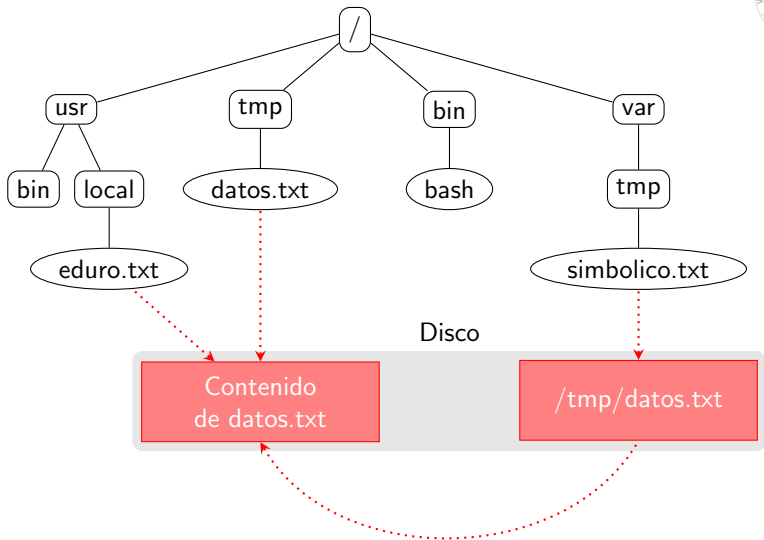 /
usr
tmp
bin
var
bin
local
datos.txt
bash
tmp
eduro.txt
simbolico.txt
Disco
Contenido
de datos.txt
/tmp/datos.txt